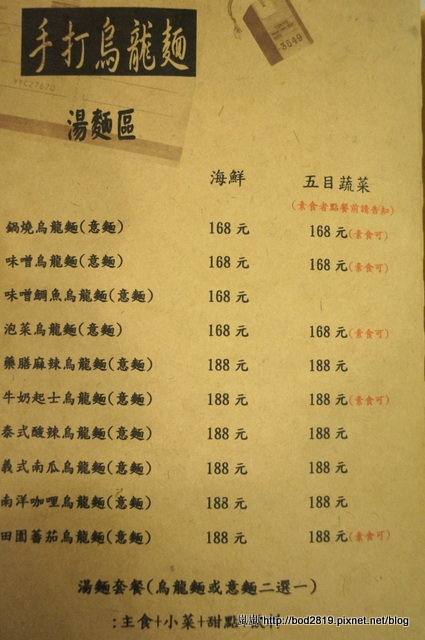 手打烏龍麵
3649
湯麵區
海鮮 五目蔬菜
(素食者點餐前請告知)
鍋燒烏龍麵(意麵) 168 元 168 元(素食可)
味噌烏龍麵(意麵) 168 元 168 元(素食可)
味噌鯛魚烏龍麵(意麵) 168 元
泡菜烏龍麵(意麵) 168 元 168 元(素食可)
藥膳麻辣烏龍麵(意麵) 188 元 188 元
牛奶起士烏龍麵(意麵) 188 元 188 元(素食可)
泰式酸辣烏龍麵(意麵) 188 元 188 元
義式南瓜烏龍麵(意麵) 188 元 188 元
南洋咖哩烏龍麵(意麵) 188 元 188 元
田園蕃茄烏龍麵(意麵) 188 元 188 元(素食可)
湯麵套餐(烏龍麵或意麵二選一)
:主食+小菜+甜點+
http://bod2819.pixnet.net/blog